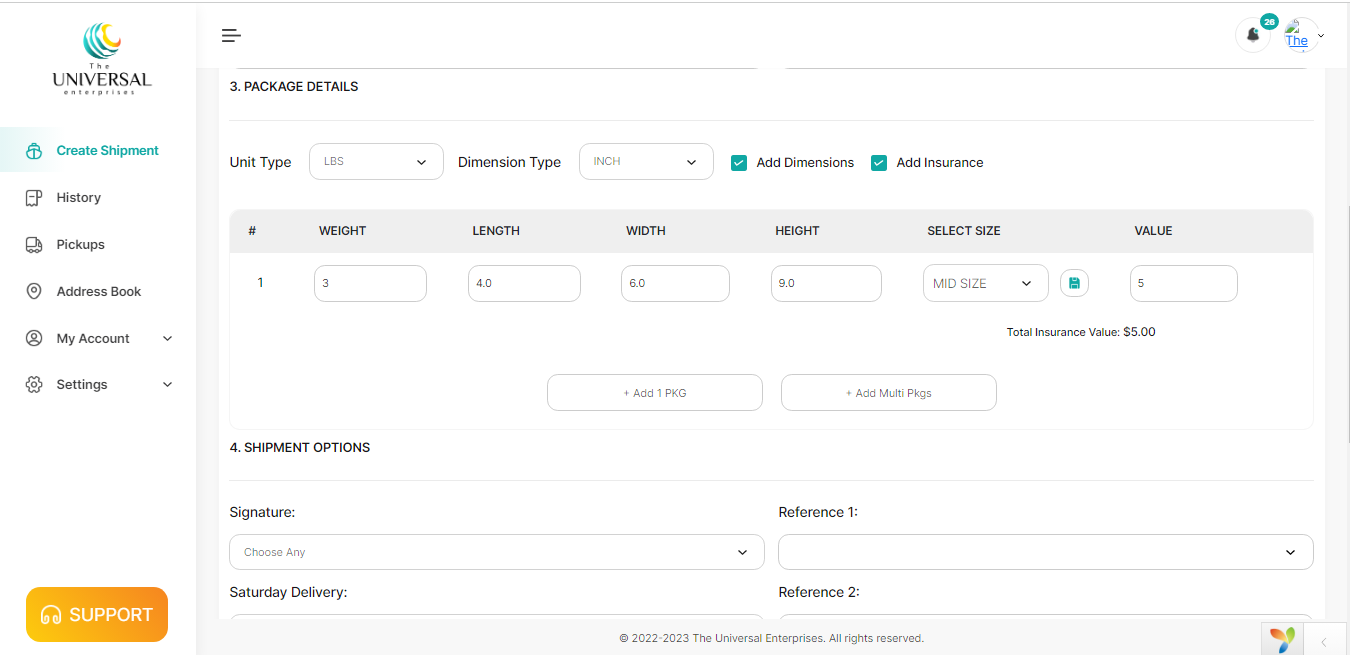 The
UNIVERSAL
enterprises
26
The
Create Shipment
History
Pickups
Address Book
My Account
Settings
SUPPORT
3. PACKAGE DETAILS
Unit Type LBS Dimension Type INCH Add Dimensions Add Insurance
# WEIGHT LENGTH WIDTH HEIGHT SELECT SIZE VALUE
1 3 4.0 6.0 9.0 MID SIZE 5
Total Insurance Value: $5.00
+ Add 1 PKG + Add Multi Pkgs
4. SHIPMENT OPTIONS
Signature: Reference 1:
Choose Any
Saturday Delivery: Reference 2:
© 2022-2023 The Universal Enterprises. All rights reserved.